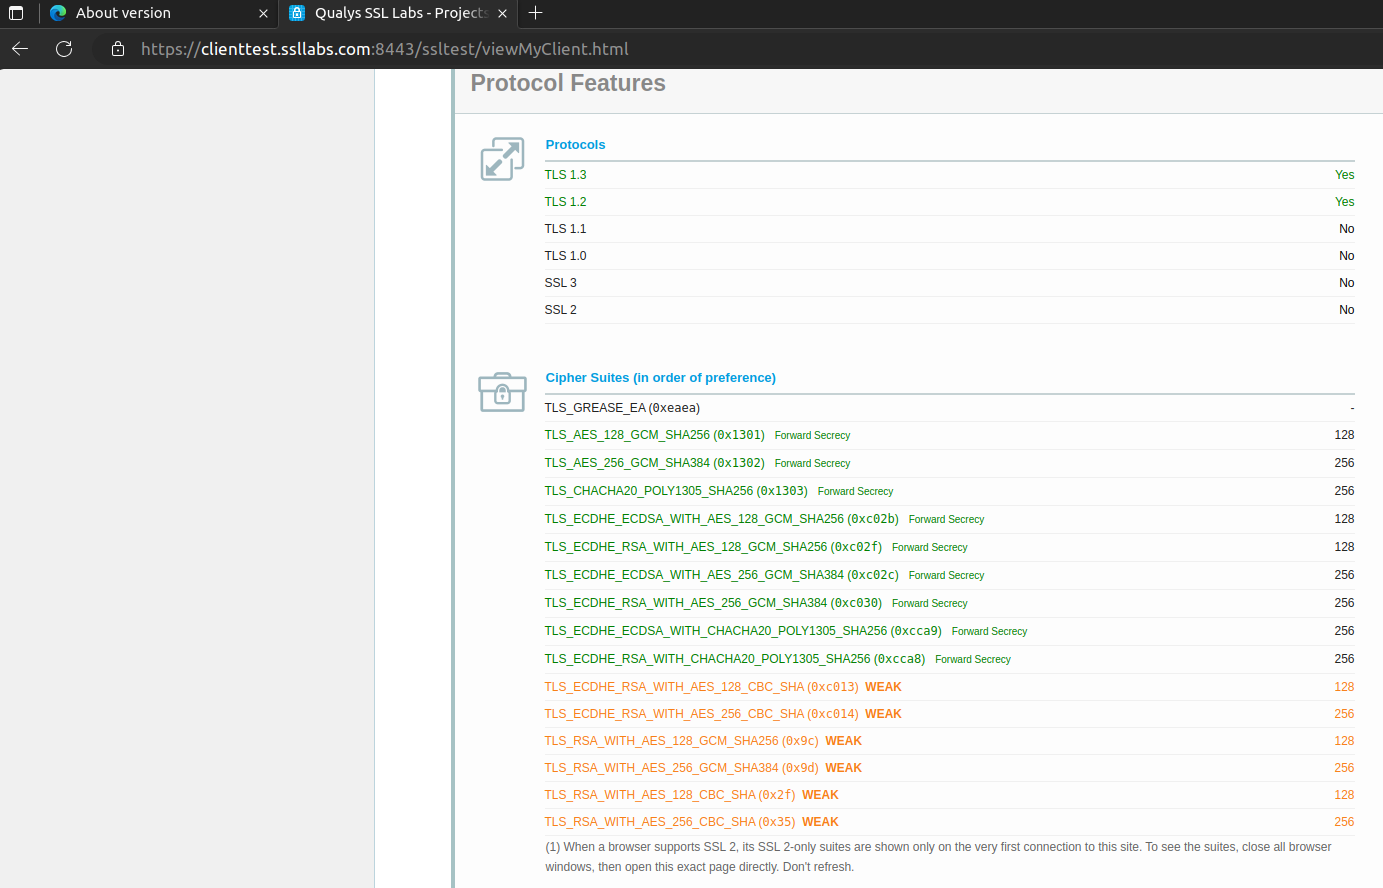 About version
Qualys SSL Labs - Projects
https://clienttest.ssllabs.com:8443/ssltest/viewMyClient.html
Protocol Features
Protocols
TLS 1.3 Yes
TLS 1.2 Yes
TLS 1.1 No
TLS 1.0 No
SSL 3 No
SSL 2 No
Cipher Suites (in order of preference)
TLS_GREASE_EA (0xeaea) -
TLS_AES_128_GCM_SHA256 (0x1301) Forward Secrecy 128
TLS_AES_256_GCM_SHA384 (0x1302) Forward Secrecy 256
TLS_CHACHA20_POLY1305_SHA256 (0x1303) Forward Secrecy 256
TLS_ECDHE_ECDSA_WITH_AES_128_GCM_SHA256 (0xc02b) Forward Secrecy 128
TLS_ECDHE_RSA_WITH_AES_128_GCM_SHA256 (0xc02f) Forward Secrecy 128
TLS_ECDHE_ECDSA_WITH_AES_256_GCM_SHA384 (0xc02c) Forward Secrecy 256
TLS_ECDHE_RSA_WITH_AES_256_GCM_SHA384 (0xc030) Forward Secrecy 256
TLS_ECDHE_ECDSA_WITH_CHACHA20_POLY1305_SHA256 (0xcca9) Forward Secrecy 256
TLS_ECDHE_RSA_WITH_CHACHA20_POLY1305_SHA256 (0xcca8) Forward Secrecy 256
TLS_ECDHE_RSA_WITH_AES_128_CBC_SHA (0xc013) WEAK 128
TLS_ECDHE_RSA_WITH_AES_256_CBC_SHA (0xc014) WEAK 256
TLS_RSA_WITH_AES_128_GCM_SHA256 (0x9c) WEAK 128
TLS_RSA_WITH_AES_256_GCM_SHA384 (0x9d) WEAK 256
TLS_RSA_WITH_AES_128_CBC_SHA (0x2f) WEAK 128
TLS_RSA_WITH_AES_256_CBC_SHA (0x35) WEAK 256
(1) When a browser supports SSL 2, its SSL 2-only suites are shown only on the very first connection to this site. To see the suites, close all browser
windows, then open this exact page directly. Don't refresh.